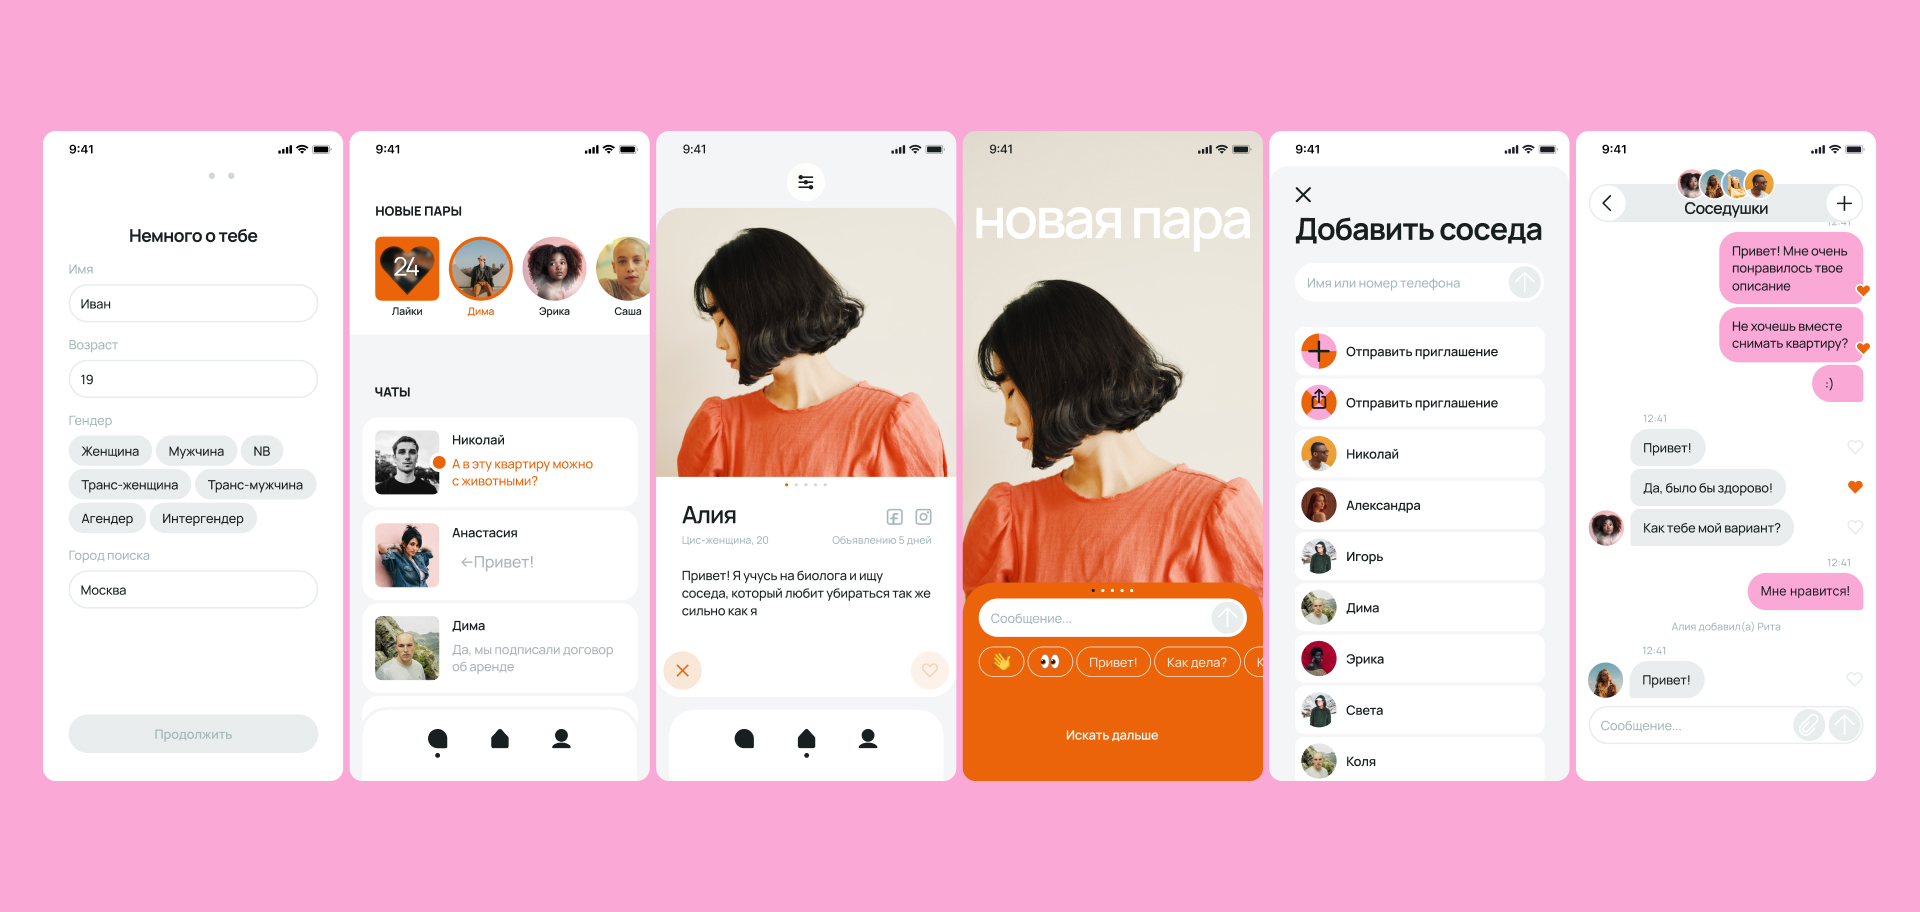 9:41
Немного о тебе
Имя
Иван
Возраст
19
Гендер
Женщина Мужчина NB
Транс-женщина Транс-мужчина
Агендер Интергендер
Город поиска
Москва
Продолжить
9:41
НОВЫЕ ПАРЫ
24
Лайки Дима Эрика Саша
ЧАТЫ
Николай
А в эту квартиру можно
с животными?
Анастасия
←Привет!
Дима
Да, мы подписали договор
об аренде
9:41
Алия
Цис-женщина, 20 Объявлению 5 дней
Привет! Я учусь на биолога и ищу
соседа, который любит убираться так же
сильно как я
9:41
новая пара
Сообщение...
👋 👀 Привет! Как дела? К
Искать дальше
9:41
Добавить соседа
Имя или номер телефона
Отправить приглашение
Отправить приглашение
Николай
Александра
Игорь
Дима
Эрика
Света
Коля
9:41
Соседушки
12:41
Привет! Мне очень
понравилось твое
описание
Не хочешь вместе
снимать квартиру?
:)
12:41
Привет!
Да, было бы здорово!
Как тебе мой вариант?
12:41
Мне нравится!
Алия добавил(а) Рита
12:41
Привет!
Сообщение...